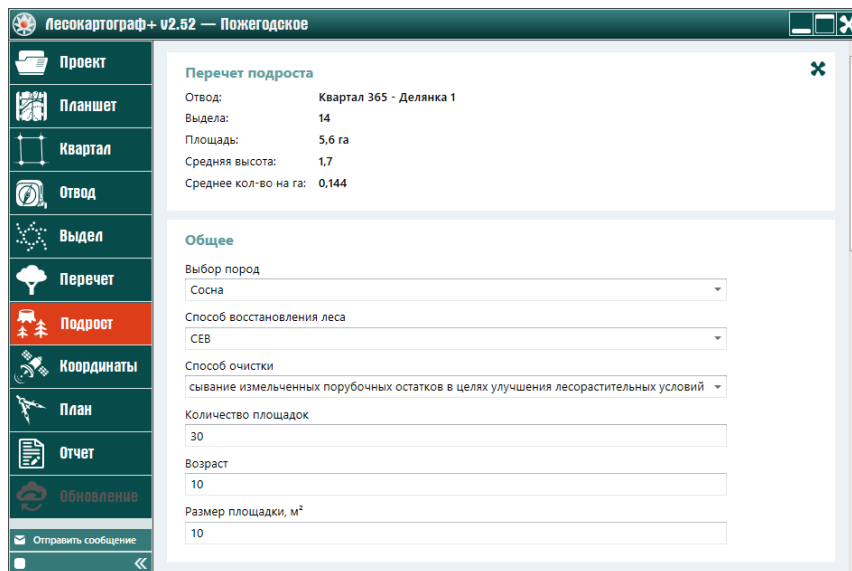 Лесокартограф+ v2.52 — Пожегодское
Проект
Планшет
Квартал
Отвод
Выдел
Перечет
Подрост
Координаты
План
Отчет
Обновление
Отправить сообщение
Перечет подроста
Отвод: Квартал 365 - Делянка 1
Выдела: 14
Площадь: 5,6 га
Средняя высота: 1,7
Среднее кол-во на га: 0,144
Общее
Выбор пород
Сосна
Способ восстановления леса
СЕВ
Способ очистки
сывание измельченных порубочных остатков в целях улучшения лесорастительных условий
Количество площадок
30
Возраст
10
Размер площадки, м²
10